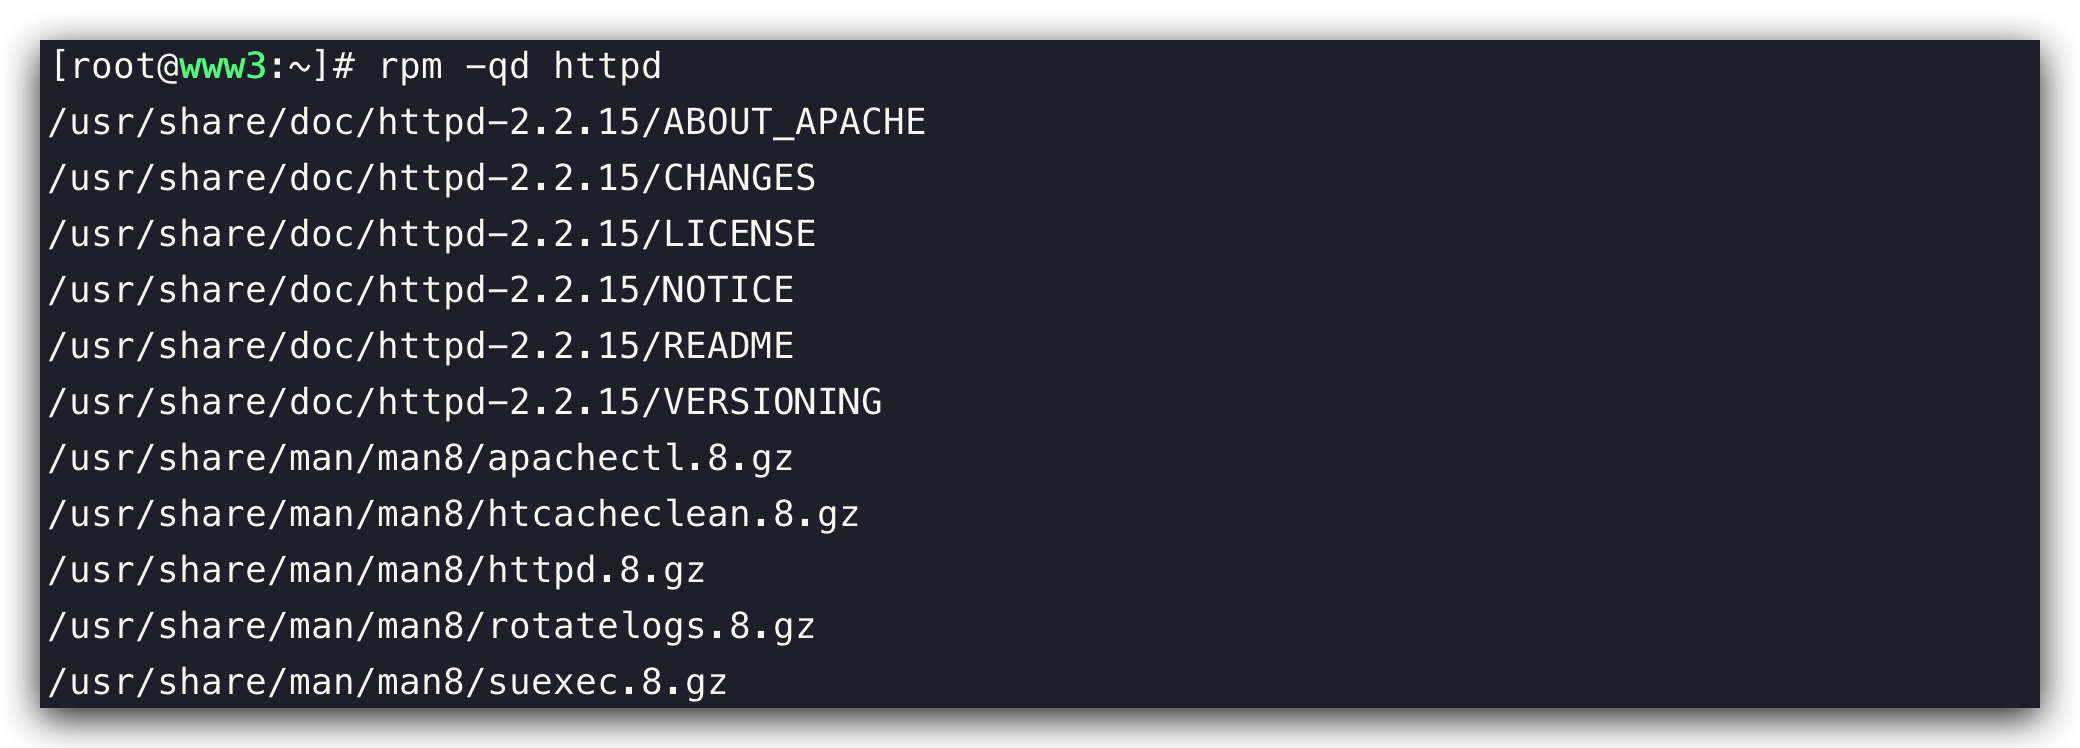 [root@www3:~]# rpm -qd httpd
/usr/share/doc/httpd-2.2.15/ABOUT_APACHE
/usr/share/doc/httpd-2.2.15/CHANGES
/usr/share/doc/httpd-2.2.15/LICENSE
/usr/share/doc/httpd-2.2.15/NOTICE
/usr/share/doc/httpd-2.2.15/README
/usr/share/doc/httpd-2.2.15/VERSIONING
/usr/share/man/man8/apachectl.8.gz
/usr/share/man/man8/htcacheclean.8.gz
/usr/share/man/man8/httpd.8.gz
/usr/share/man/man8/rotatelogs.8.gz
/usr/share/man/man8/suexec.8.gz